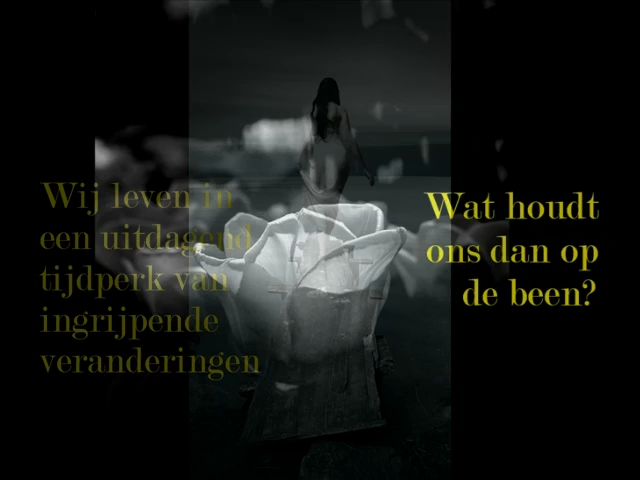 Wij leven in
een uitdagend
tijdperk van
ingrijpende
veranderingen
Wat houdt
ons dan op
de been?